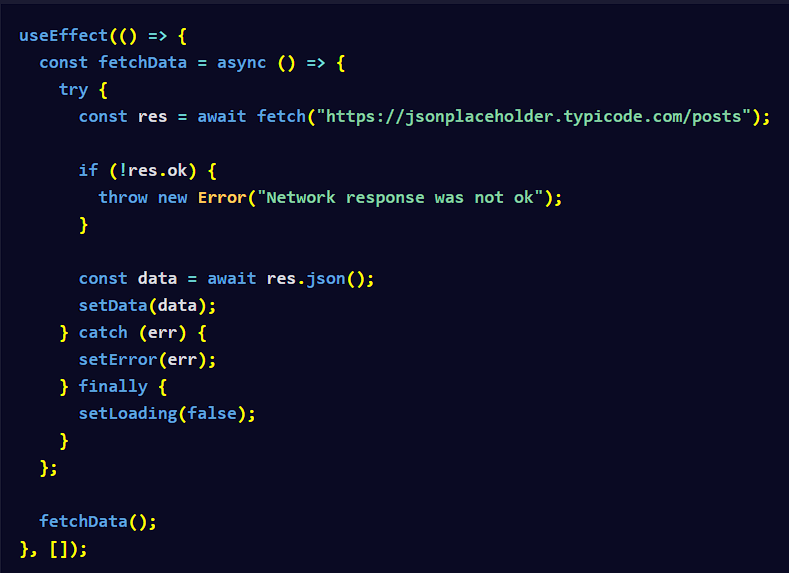 useEffect(() => {
  const fetchData = async () => {
    try {
      const res = await fetch("https://jsonplaceholder.typicode.com/posts");

      if (!res.ok) {
        throw new Error("Network response was not ok");
      }

      const data = await res.json();
      setData(data);
    } catch (err) {
      setError(err);
    } finally {
      setLoading(false);
    }
  };

  fetchData();
}, []);